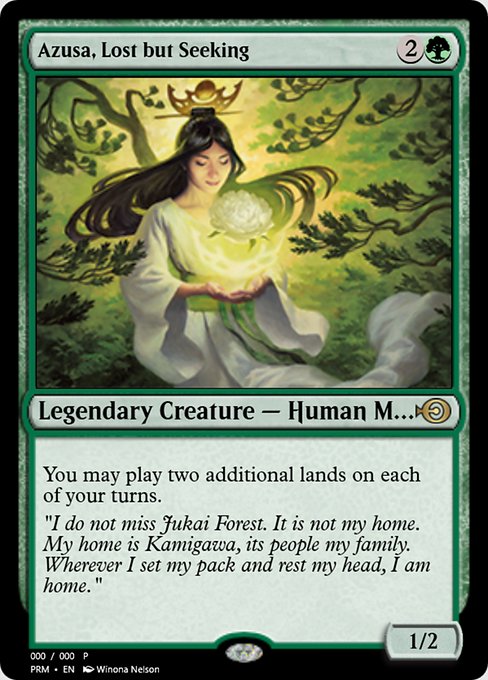 Azusa, Lost but Seeking 2
Legendary Creature — Human M...
You may play two additional lands on each
of your turns.
"I do not miss Jukai Forest. It is not my home.
My home is Kamigawa, its people my family.
Wherever I set my pack and rest my head, I am
home."
1/2
000 / 000 P
PRM • EN Winona Nelson